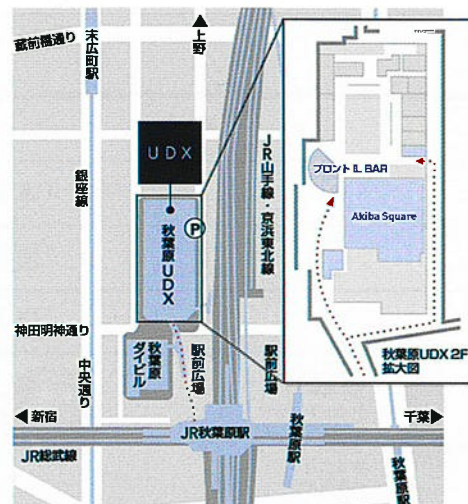 蔵前橋通り
末広町駅
上野
UDX
銀座線
JR山手線・京浜東北線
P
秋葉原UDX
プロント IL BAR
Akiba Square
秋葉原UDX 2F
拡大図
神田明神通り
中央通り
秋葉原
ダイビル
駅前広場
駅前広場
新宿
千葉
JR秋葉原駅
秋葉原駅
JR総武線
秋葉原駅